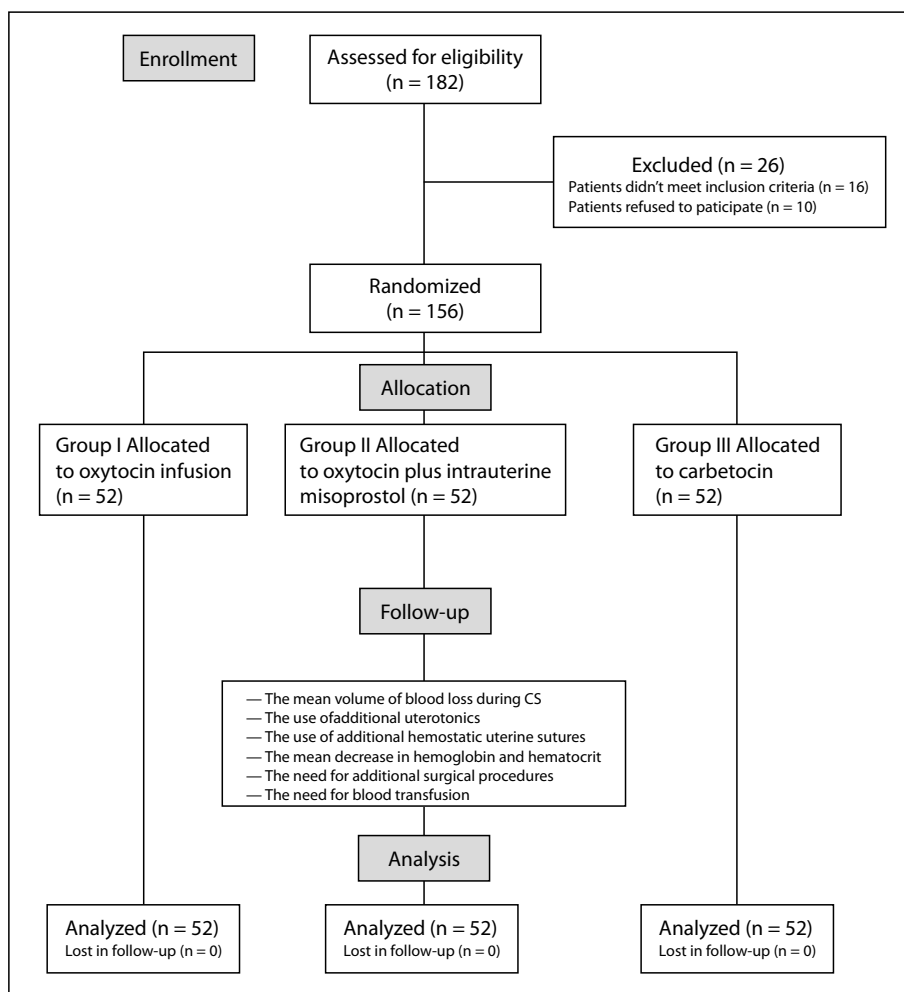 Enrollment
Assessed for eligibility
(n = 182)
Excluded (n = 26)
Patients didn't meet inclusion criteria (n = 16)
Patients refused to paticipate (n = 10)
Randomized
(n = 156)
Allocation
Group I Allocated
to oxytocin infusion
(n = 52)
Group II Allocated
to oxytocin plus intrauterine
misoprostol (n = 52)
Group III Allocated
to carbetocin
(n = 52)
Follow-up
— The mean volume of blood loss during CS
— The use ofadditional uterotonics
— The use of additional hemostatic uterine sutures
— The mean decrease in hemoglobin and hematocrit
— The need for additional surgical procedures
— The need for blood transfusion
Analysis
Analyzed (n = 52)
Lost in follow-up (n = 0)
Analyzed (n = 52)
Lost in follow-up (n = 0)
Analyzed (n = 52)
Lost in follow-up (n = 0)